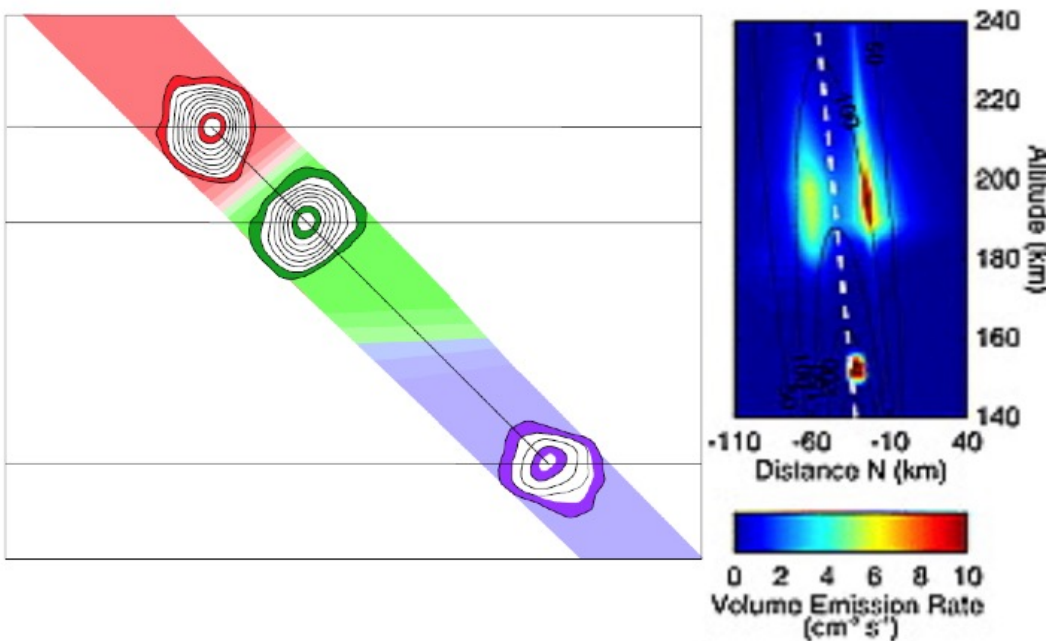 240
220
200
180
160
140
Altitude (km)
-110 -60 -10 40
Distance N (km)
0 2 4 6 8 10
Volume Emission Rate
(cm⁻³ s⁻¹)